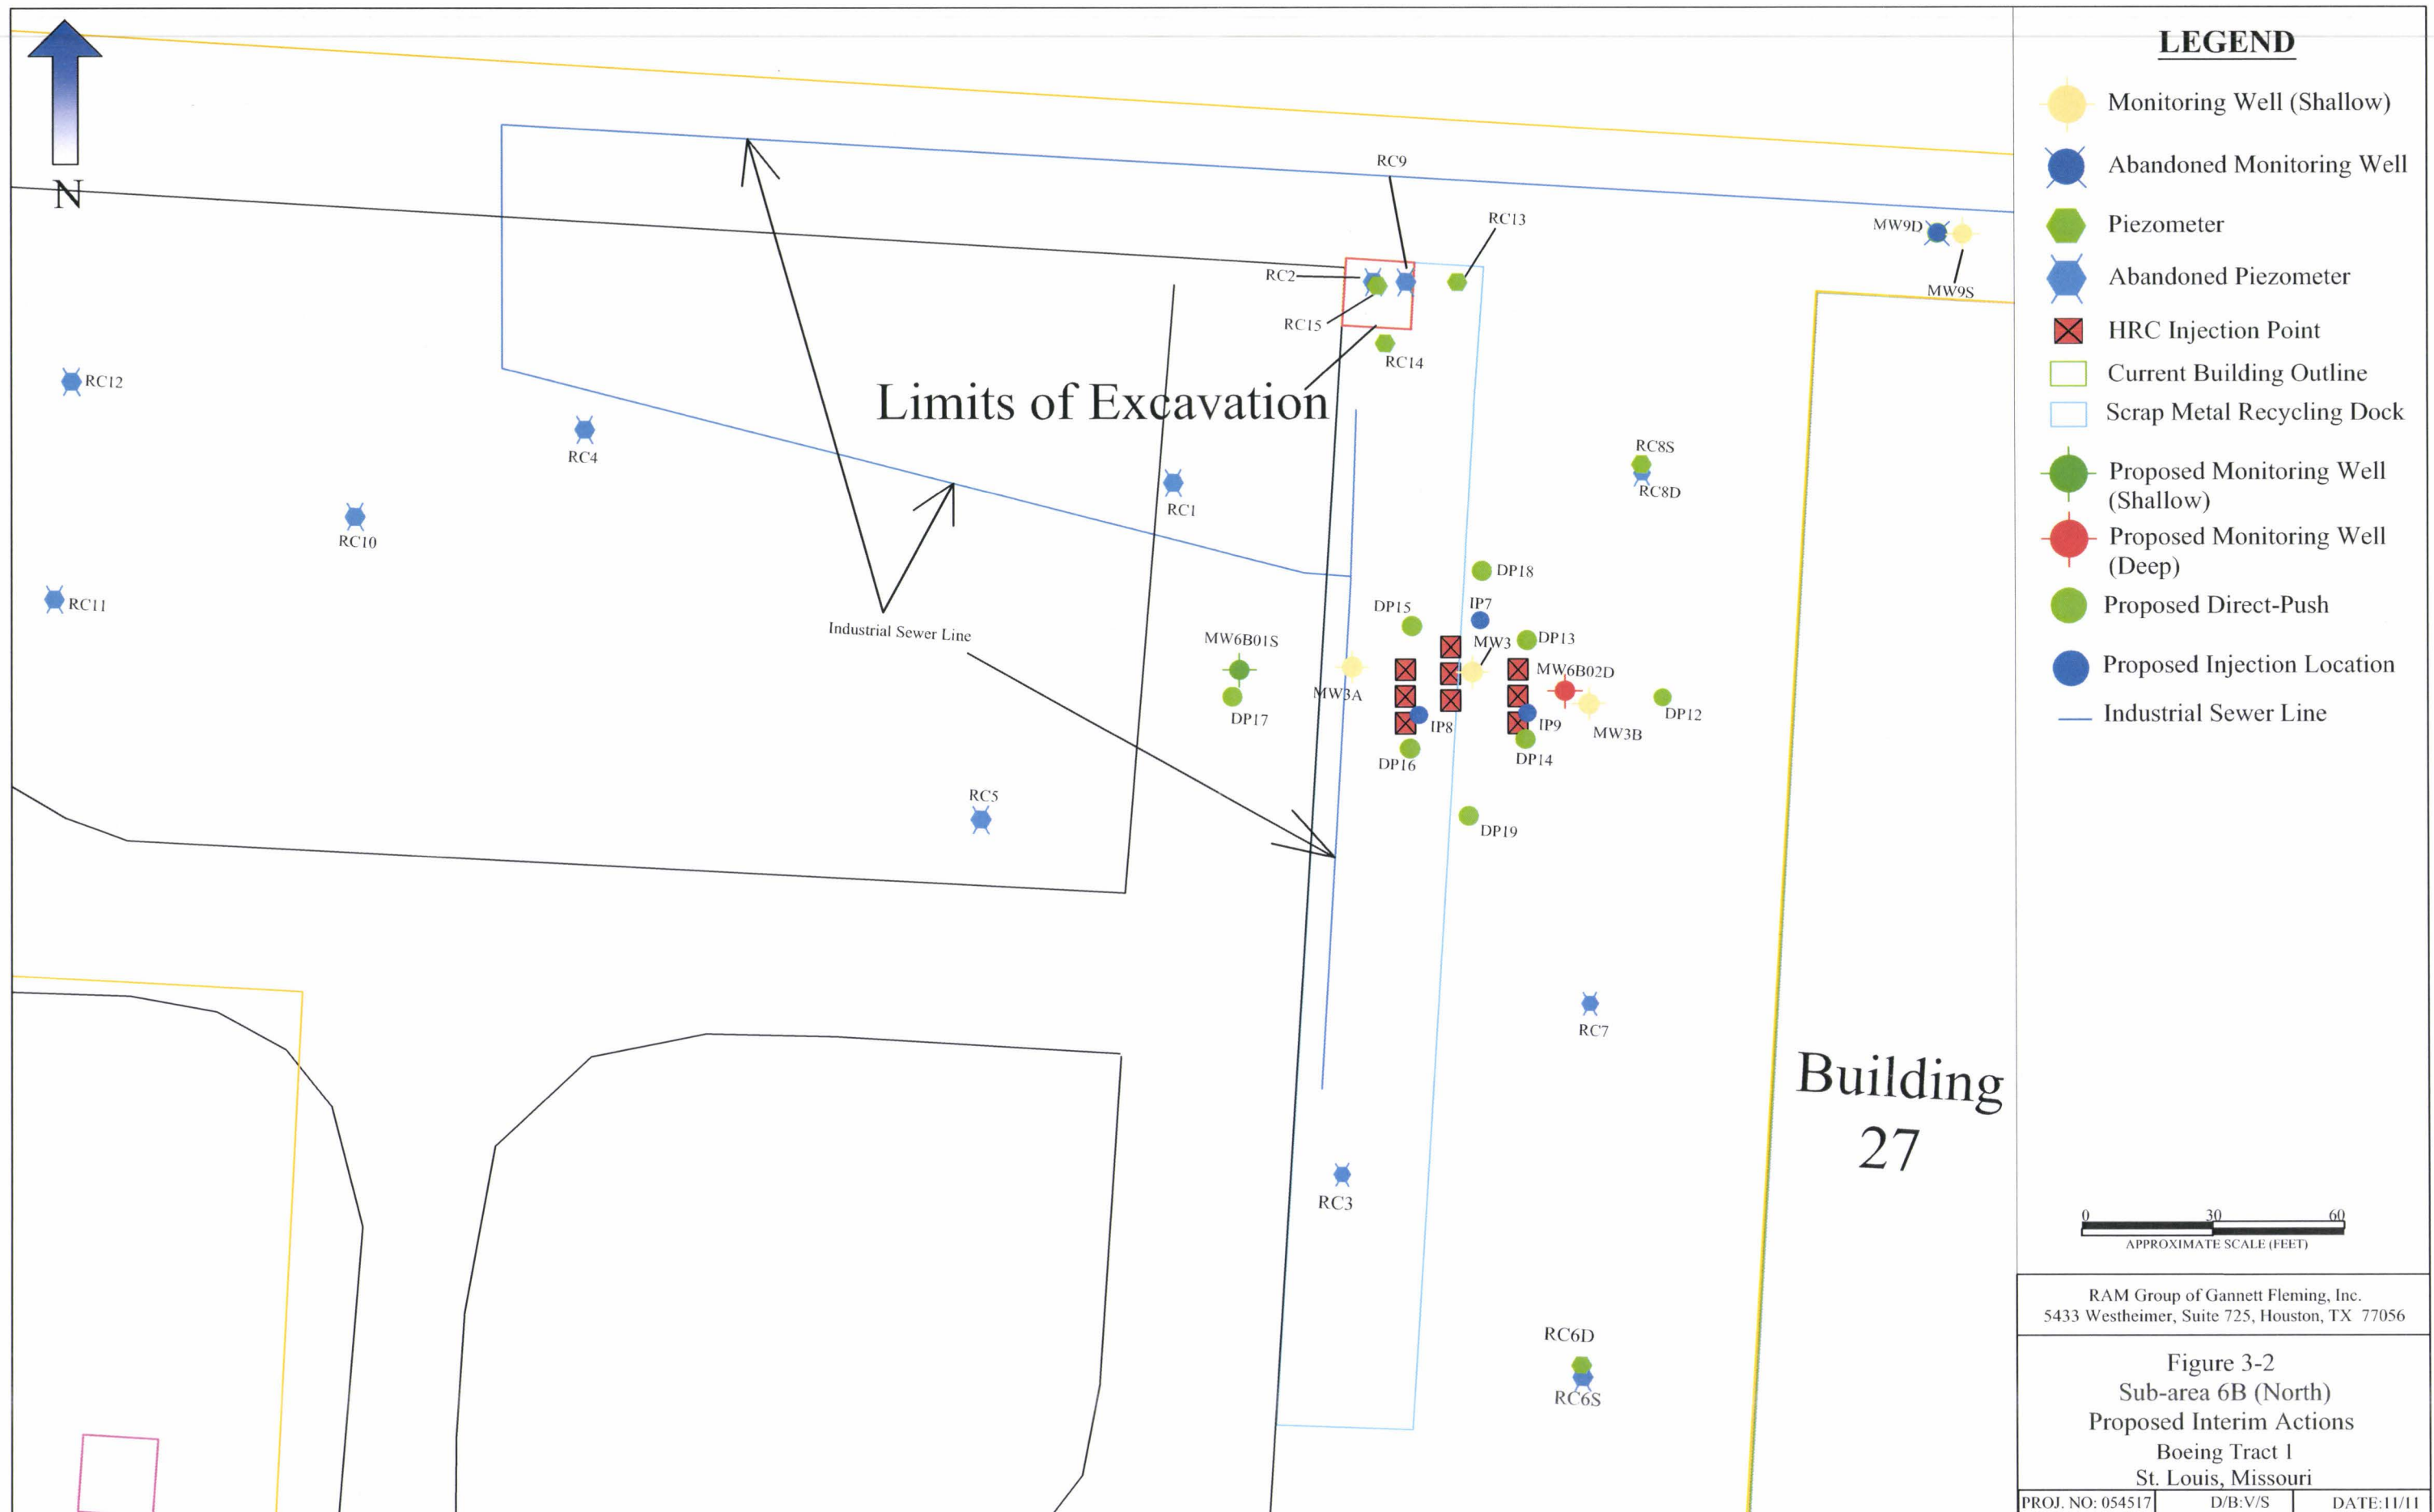 N
RC9
RC13
MW9D
MW9S
RC2
RC15
RC14
RC12
Limits of Excavation
RC4
RC8S
RC8D
RC1
RC10
DP18
RC11
DP15
IP7
Industrial Sewer Line
MW6B01S
MW3
DP13
MW6B02D
MW3A
DP17
IP8
IP9
MW3B
DP12
DP16
DP14
RC5
DP19
RC7
Building
27
RC3
RC6D
RC6S
LEGEND
Monitoring Well (Shallow)
Abandoned Monitoring Well
Piezometer
Abandoned Piezometer
HRC Injection Point
Current Building Outline
Scrap Metal Recycling Dock
Proposed Monitoring Well
(Shallow)
Proposed Monitoring Well
(Deep)
Proposed Direct-Push
Proposed Injection Location
Industrial Sewer Line
0 30 60
APPROXIMATE SCALE (FEET)
RAM Group of Gannett Fleming, Inc.
5433 Westheimer, Suite 725, Houston, TX 77056
Figure 3-2
Sub-area 6B (North)
Proposed Interim Actions
Boeing Tract 1
St. Louis, Missouri
PROJ. NO: 054517 D/B:V/S DATE:11/11